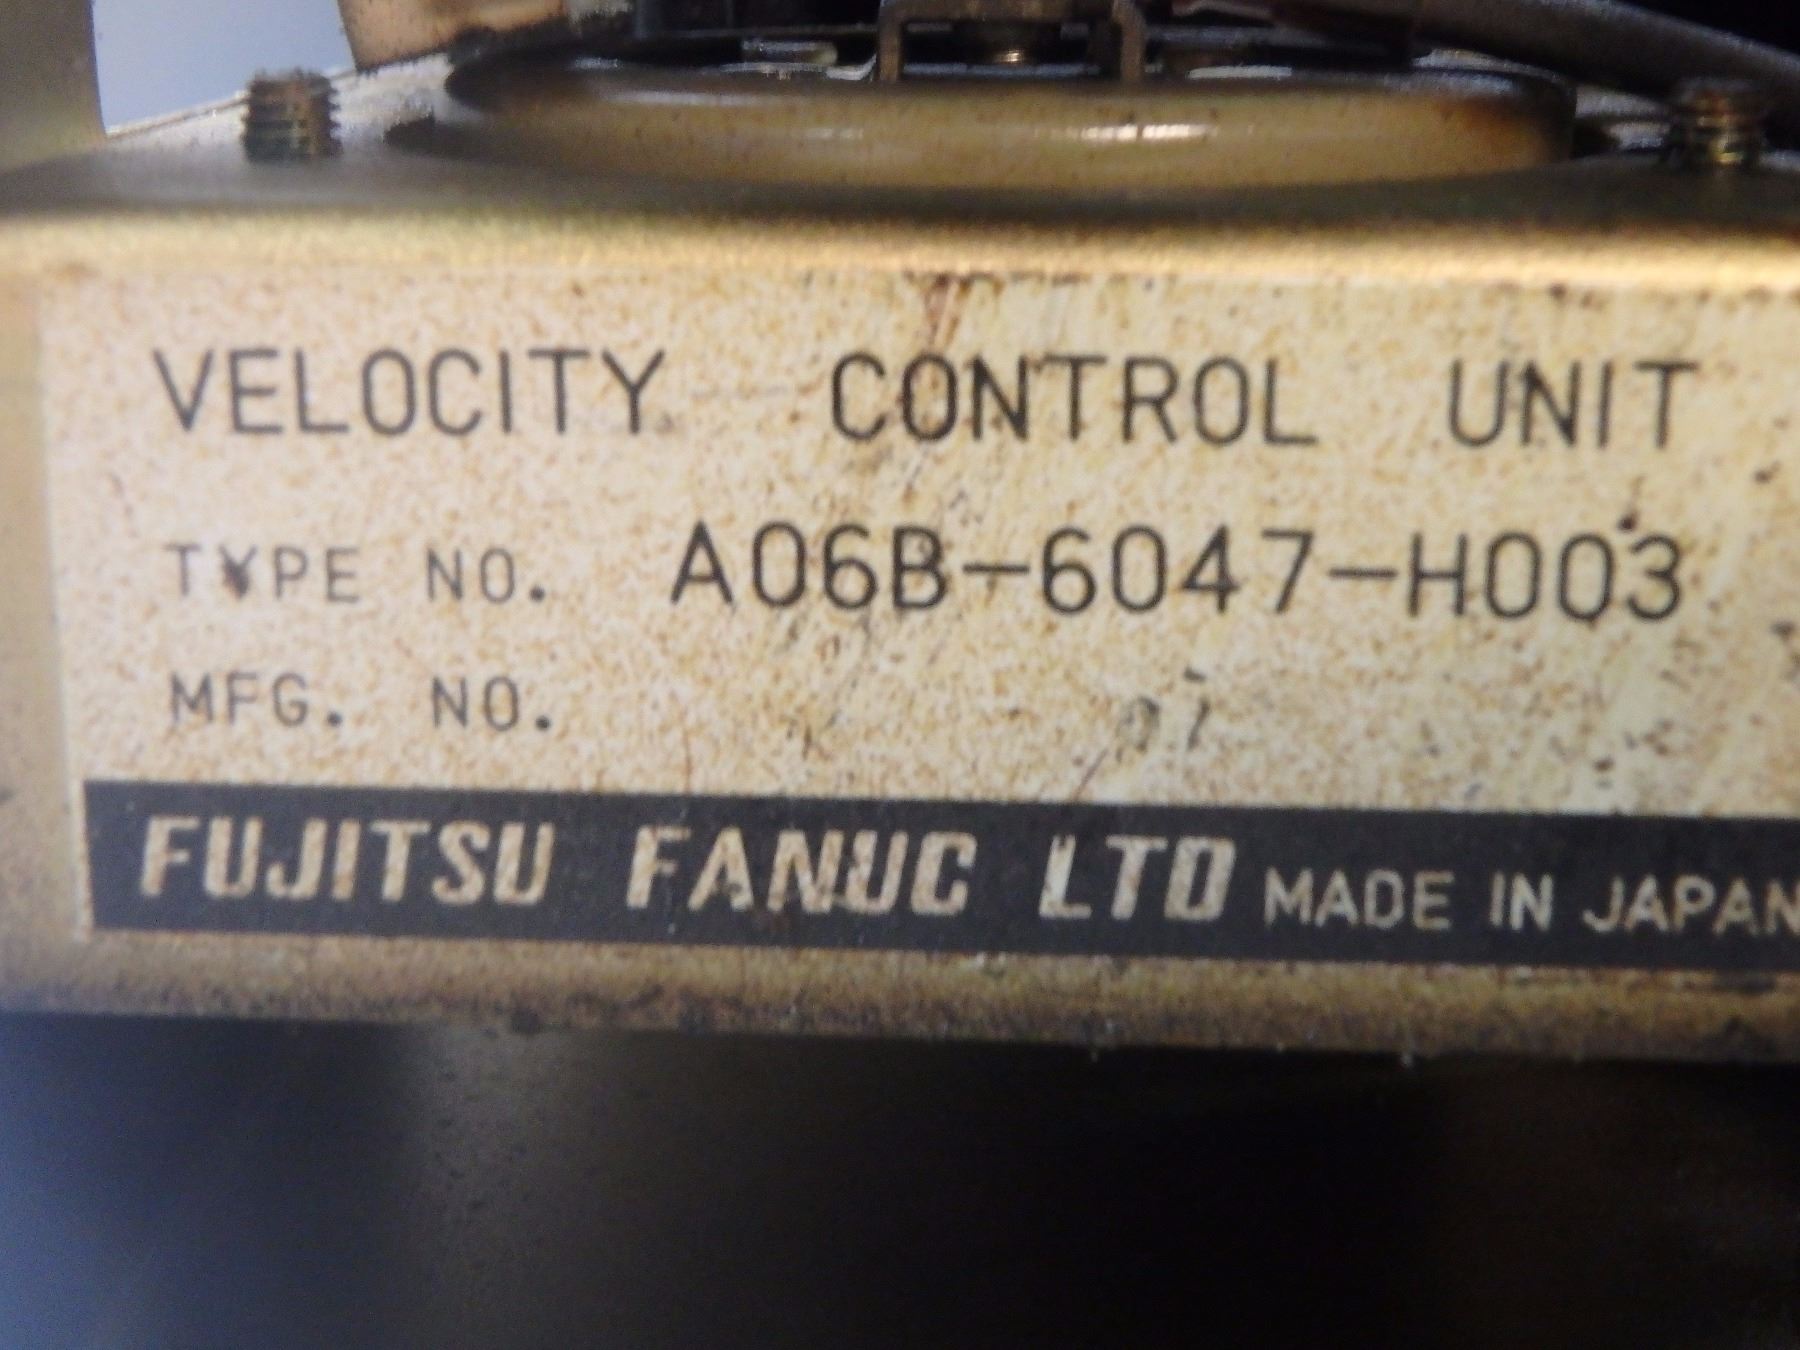 VELOCITY CONTROL UNIT
TYPE NO. A06B-6047-H003
MFG. NO.
FUJITSU FANUC LTD MADE IN JAPAN